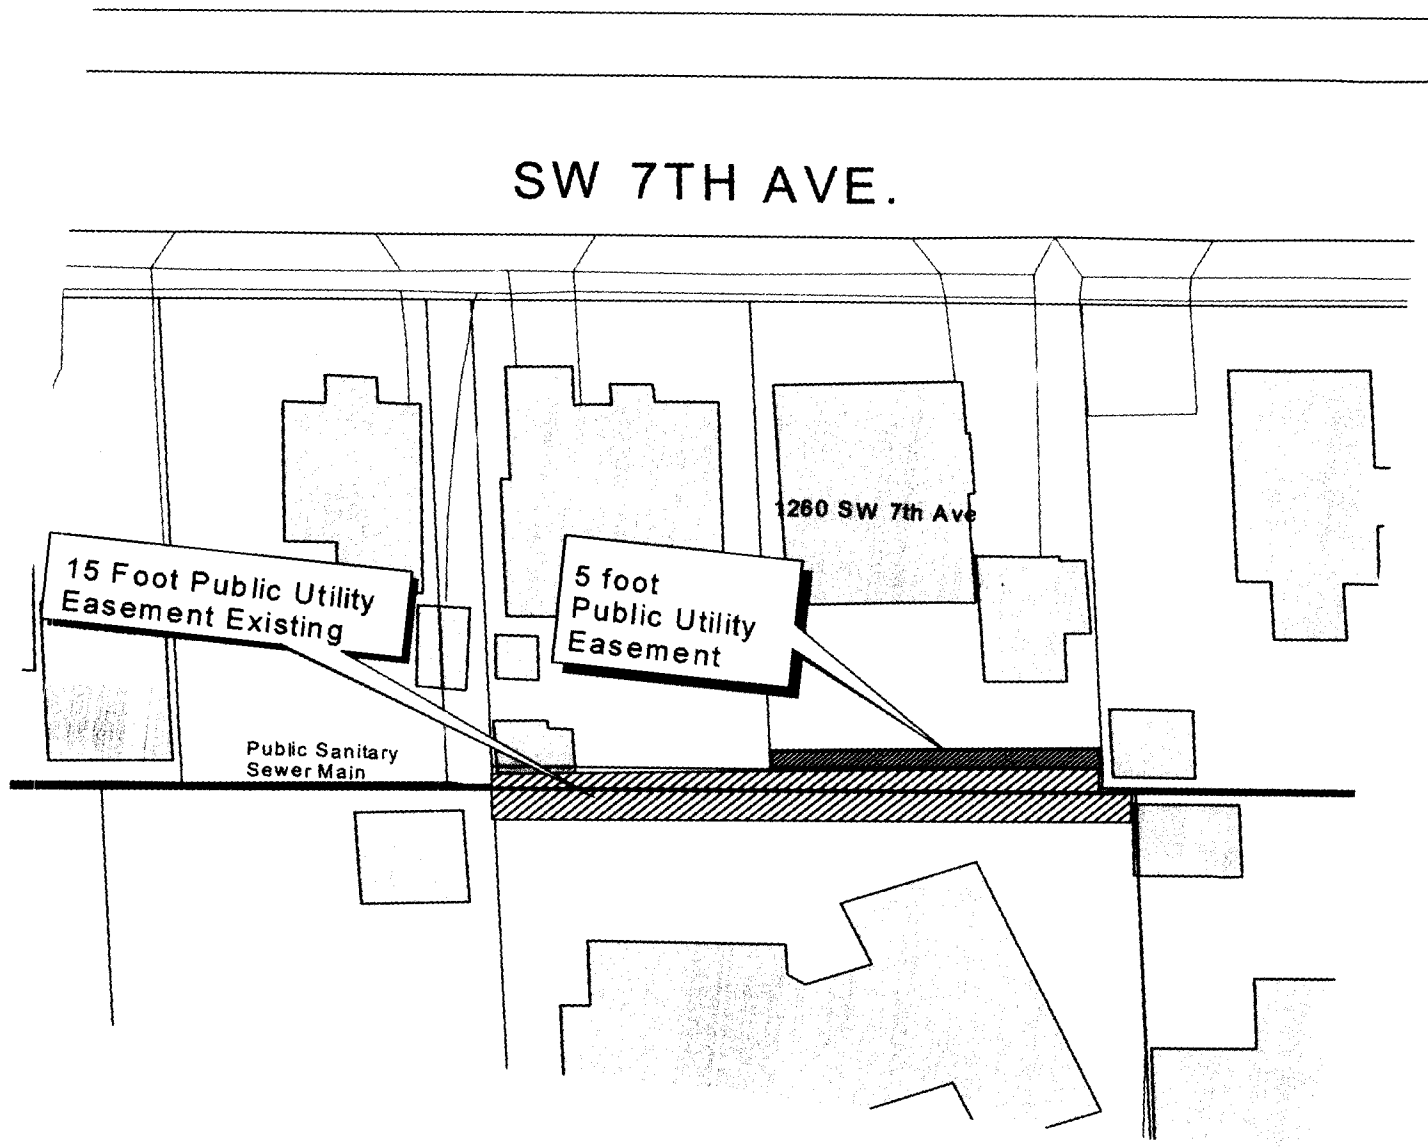 SW 7TH AVE.
1260 SW 7th Ave
15 Foot Public Utility
Easement Existing
5 foot
Public Utility
Easement
Public Sanitary
Sewer Main